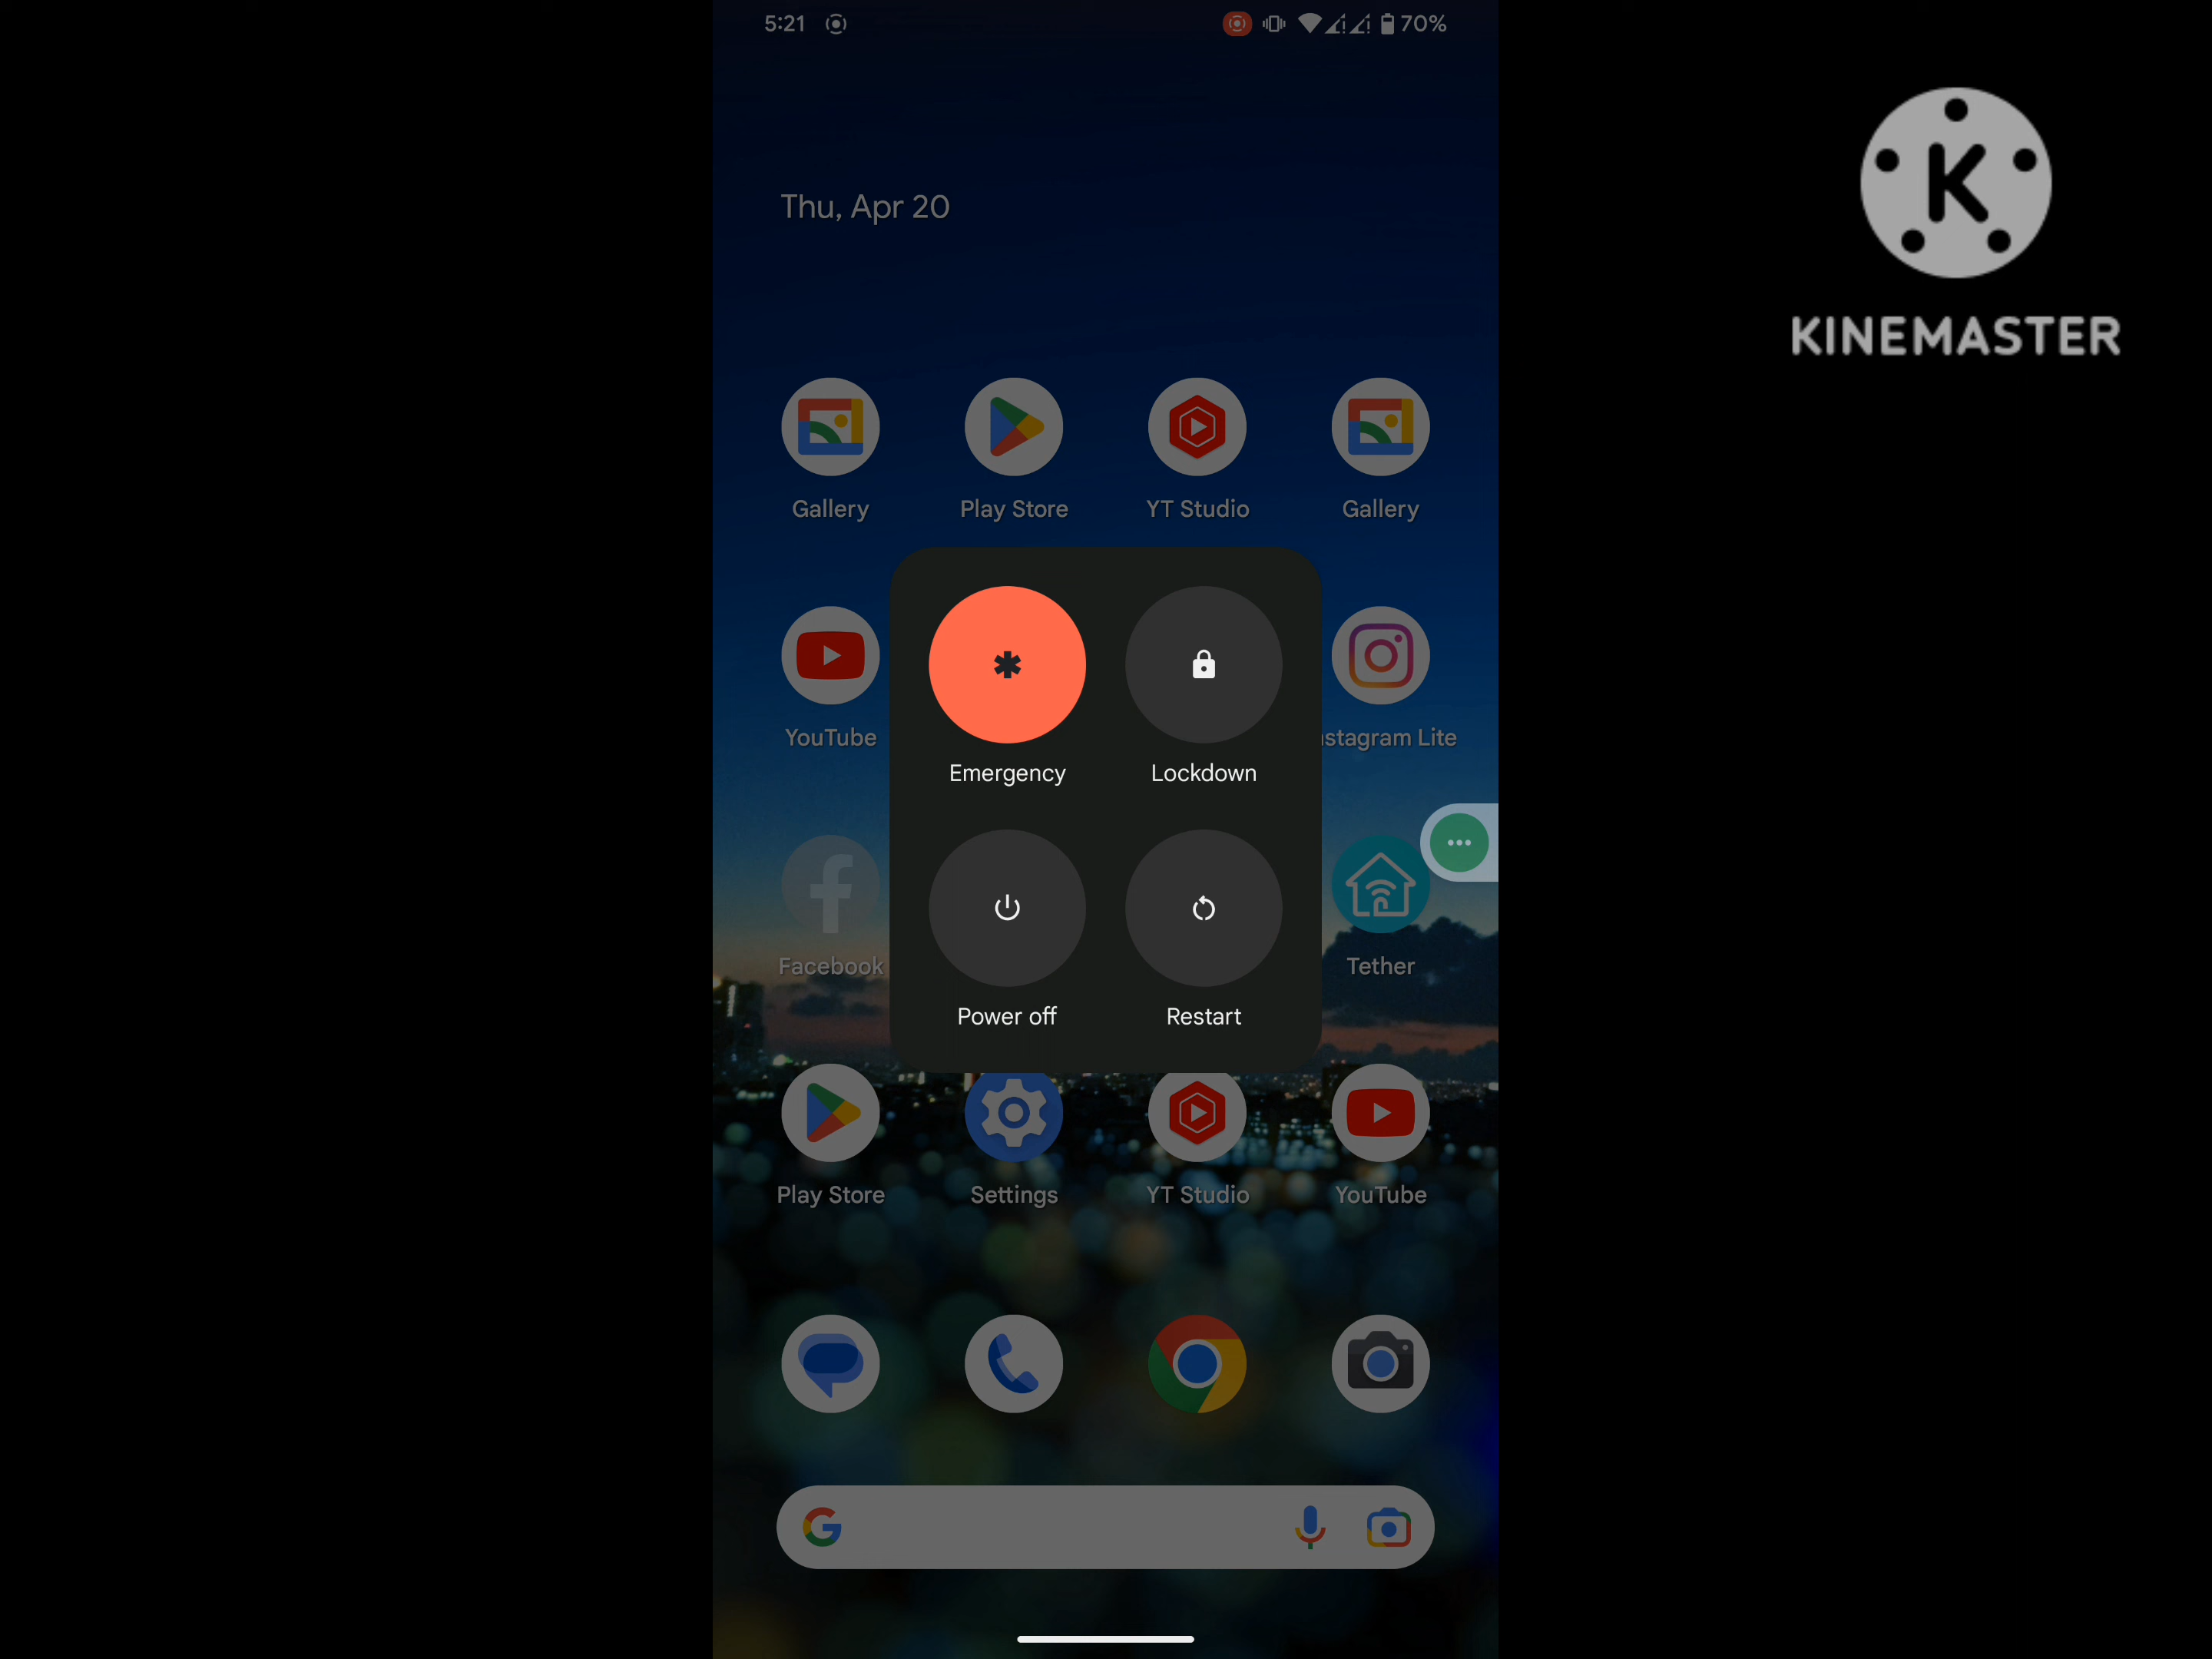 5:21
70%
K
KINEMASTER
Thu, Apr 20
Gallery
Play Store
YT Studio
Gallery
YouTube
stagram Lite
Emergency
Lockdown
Facebook
Tether
Power off
Restart
Play Store
Settings
YT Studio
YouTube